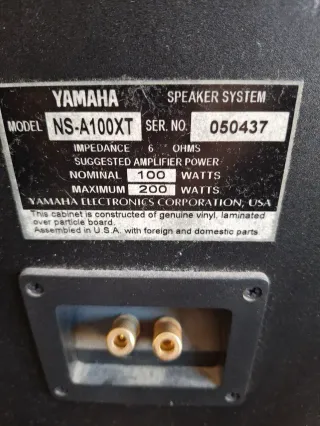 YAMAHA SPEAKER SYSTEM
MODEL NS-A100XT SER. NO. 050437
IMPEDANCE 6 OHMS
SUGGESTED AMPLIFIER POWER
NOMINAL 100 WATTS
MAXIMUM 200 WATTS
YAMAHA ELECTRONICS CORPORATION, USA
This cabinet is constructed of genuine vinyl, laminated
over particle board.
Assembled in U.S.A. with foreign and domestic parts